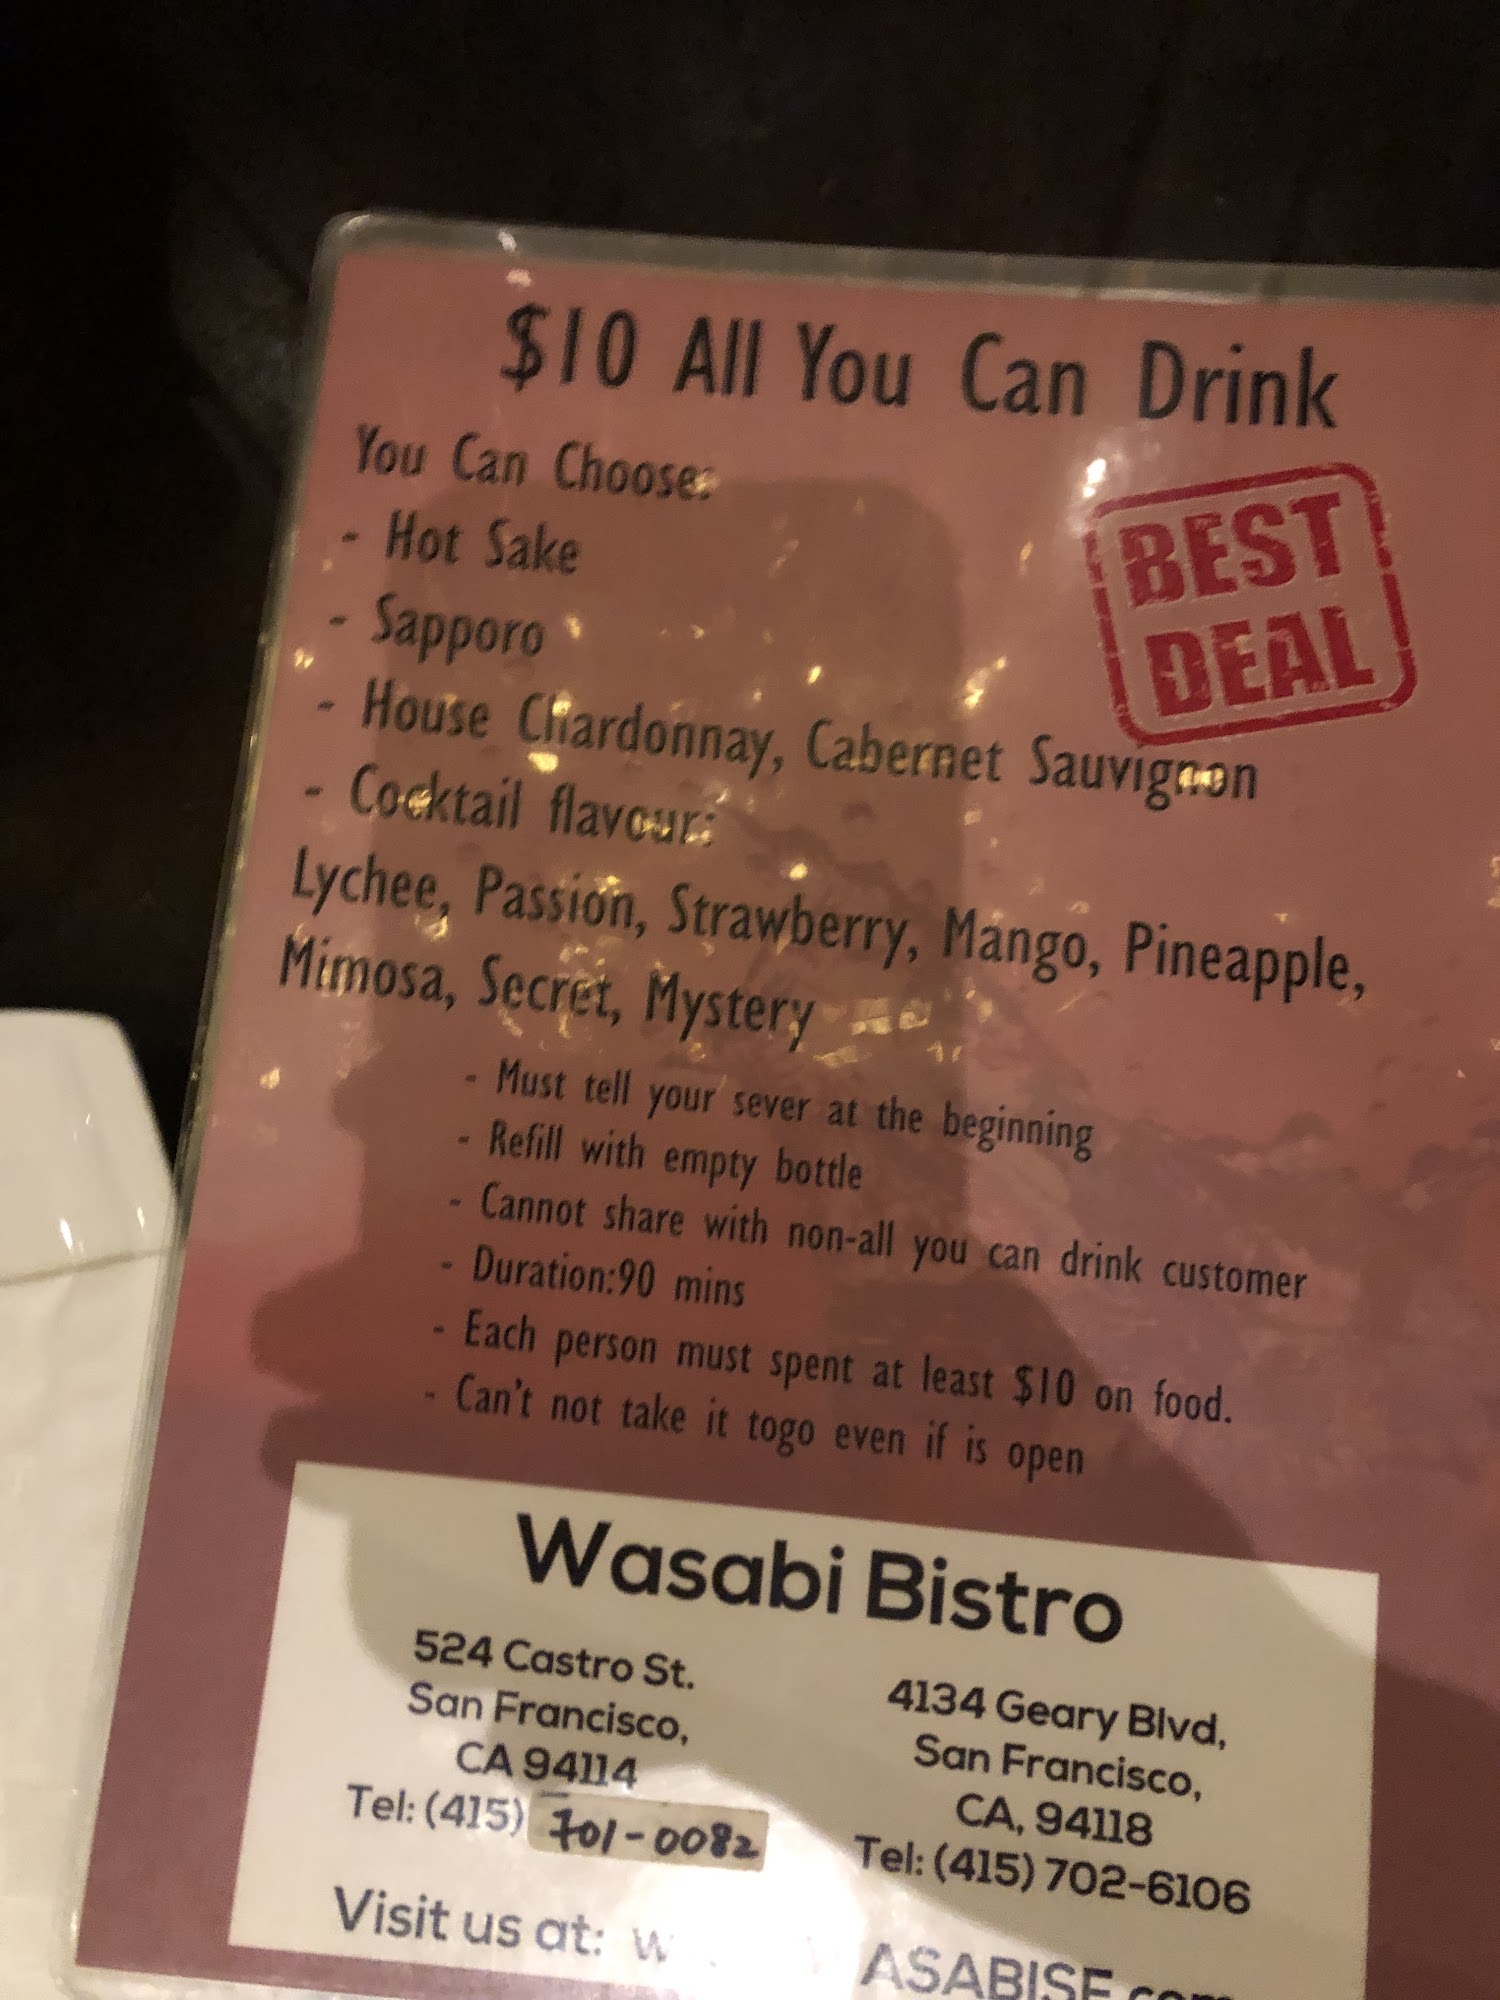 $10 All You Can Drink
You Can Choose:
- Hot Sake
- Sapporo
- House Chardonnay, Cabernet Sauvignon
- Cocktail flavour:
Lychee, Passion, Strawberry, Mango, Pineapple,
Mimosa, Secret, Mystery
BEST
DEAL
- Must tell your sever at the beginning
- Refill with empty bottle
- Cannot share with non-all you can drink customer
- Duration:90 mins
- Each person must spent at least $10 on food.
- Can't not take it togo even if is open
Wasabi Bistro
524 Castro St.
San Francisco,
CA 94114
Tel: (415) 701-0082
4134 Geary Blvd,
San Francisco,
CA, 94118
Tel: (415) 702-6106
Visit us at: